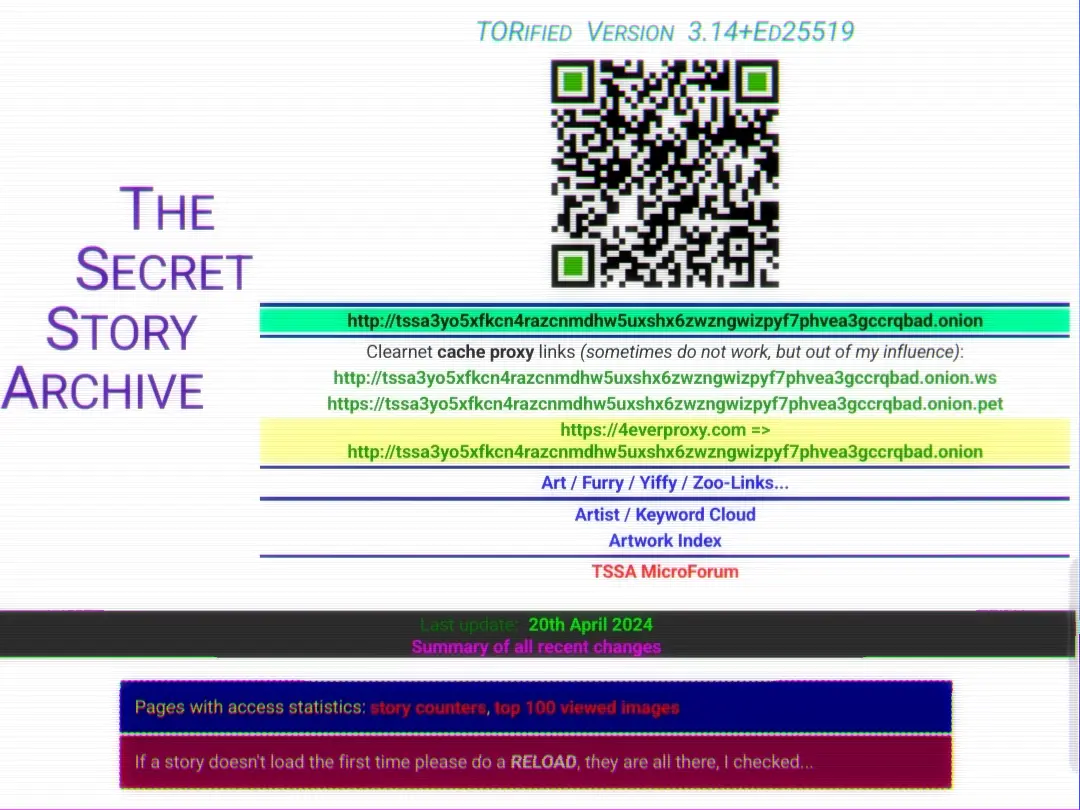 TORIFIED VERSION 3.14+ED25519
THE
SECRET
STORY
ARCHIVE
http://tssa3yo5xfkcn4razcnmdhw5uxshx6zwzngwizpyf7phvea3gccrqbad.onion
Clearnet cache proxy links (sometimes do not work, but out of my influence):
http://tssa3yo5xfkcn4razcnmdhw5uxshx6zwzngwizpyf7phvea3gccrqbad.onion.ws
https://tssa3yo5xfkcn4razcnmdhw5uxshx6zwzngwizpyf7phvea3gccrqbad.onion.pet
https://4everproxy.com =>
http://tssa3yo5xfkcn4razcnmdhw5uxshx6zwzngwizpyf7phvea3gccrqbad.onion
Art / Furry / Yiffy / Zoo-Links...
Artist / Keyword Cloud
Artwork Index
TSSA MicroForum
Last update: 20th April 2024
Summary of all recent changes
Pages with access statistics: story counters, top 100 viewed images
If a story doesn't load the first time please do a RELOAD, they are all there, I checked...